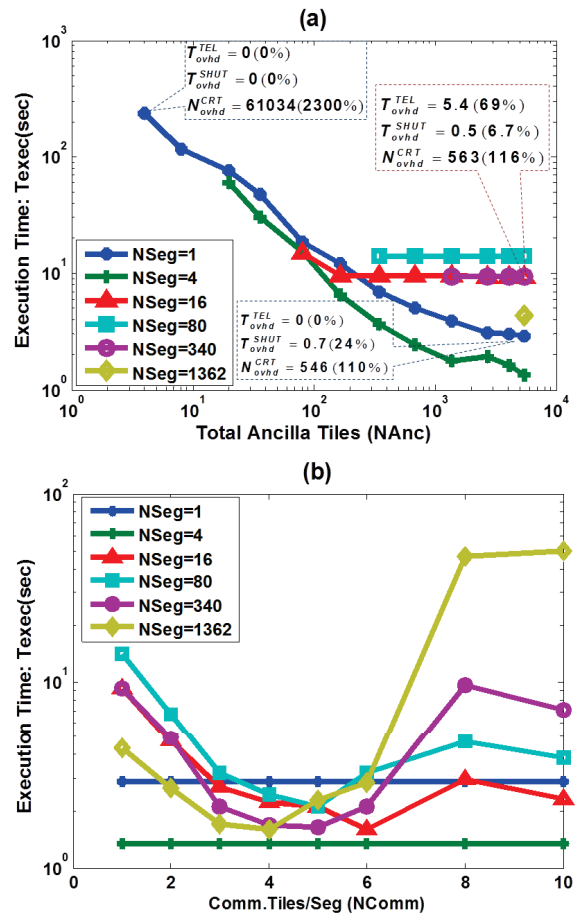 (a)
10^3
10^2
10^1
10^0
Execution Time: Texec(sec)
T_ovhd^TEL = 0(0%)
T_ovhd^SHUT = 0(0%)
N_ovhd^CRT = 61034(2300%)
T_ovhd^TEL = 5.4(69%)
T_ovhd^SHUT = 0.5(6.7%)
N_ovhd^CRT = 563(116%)
NSeg=1
NSeg=4
NSeg=16
NSeg=80
NSeg=340
NSeg=1362
T_ovhd^TEL = 0(0%)
T_ovhd^SHUT = 0.7(24%)
N_ovhd^CRT = 546(110%)
10^0 10^1 10^2 10^3 10^4
Total Ancilla Tiles (NAnc)
(b)
10^2
10^1
10^0
Execution Time: Texec(sec)
NSeg=1
NSeg=4
NSeg=16
NSeg=80
NSeg=340
NSeg=1362
0 2 4 6 8 10
Comm.Tiles/Seg (NComm)